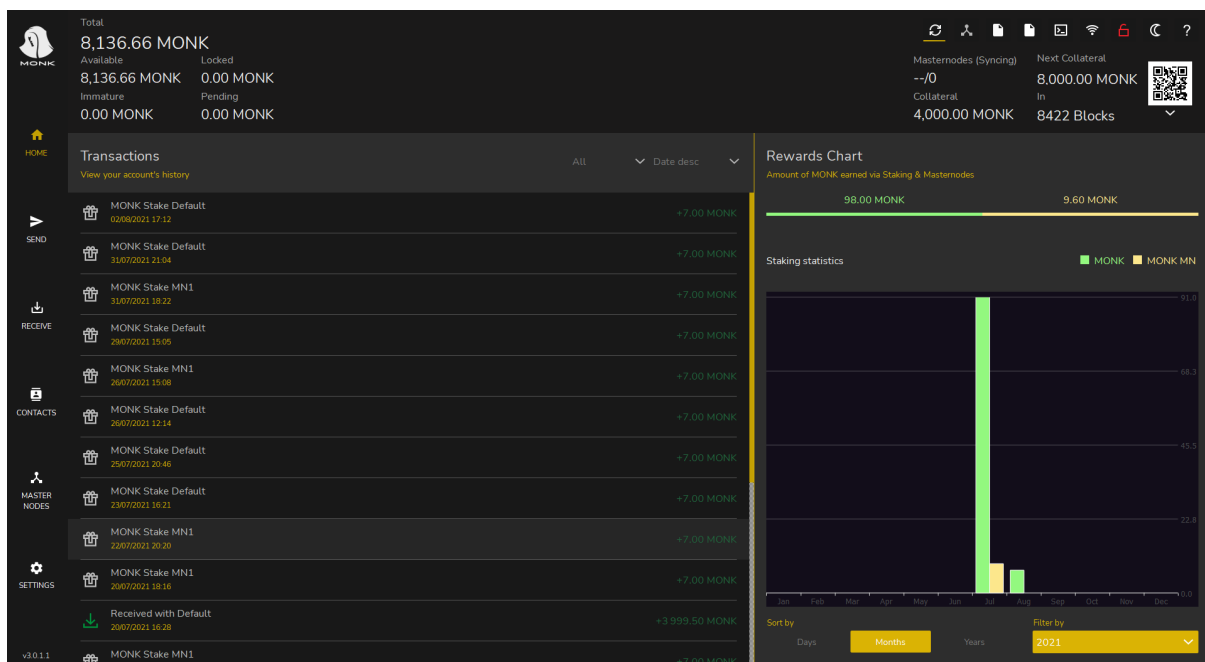 MONK
Total
8,136.66 MONK
Available
Locked
8,136.66 MONK
0.00 MONK
Immature
Pending
0.00 MONK
0.00 MONK
?
Masternodes (Syncing)
Next Collateral
--/0
8,000.00 MONK
Collateral
In
4,000.00 MONK
8422 Blocks
HOME
SEND
RECEIVE
CONTACTS
MASTER
NODES
SETTINGS
v3.0.1.1
Transactions
View your account's history
All
Date desc
MONK Stake Default
02/08/2021 17:12
+7.00 MONK
MONK Stake Default
31/07/2021 21:04
+7.00 MONK
MONK Stake MN1
31/07/2021 18:22
+7.00 MONK
MONK Stake Default
29/07/2021 15:05
+7.00 MONK
MONK Stake MN1
26/07/2021 15:08
+7.00 MONK
MONK Stake Default
26/07/2021 12:14
+7.00 MONK
MONK Stake Default
25/07/2021 20:46
+7.00 MONK
MONK Stake Default
23/07/2021 16:21
+7.00 MONK
MONK Stake MN1
22/07/2021 20:20
+7.00 MONK
MONK Stake MN1
20/07/2021 18:16
+7.00 MONK
Received with Default
20/07/2021 16:28
+3 999.50 MONK
MONK Stake MN1
+7.00 MONK
Rewards Chart
Amount of MONK earned via Staking & Masternodes
98.00 MONK
9.60 MONK
Staking statistics
MONK
MONK MN
91.0
68.3
45.5
22.8
0.0
Jan Feb Mar Apr May Jun Jul Aug Sep Oct Nov Dec
Sort by
Filter by
Days
Months
Years
2021